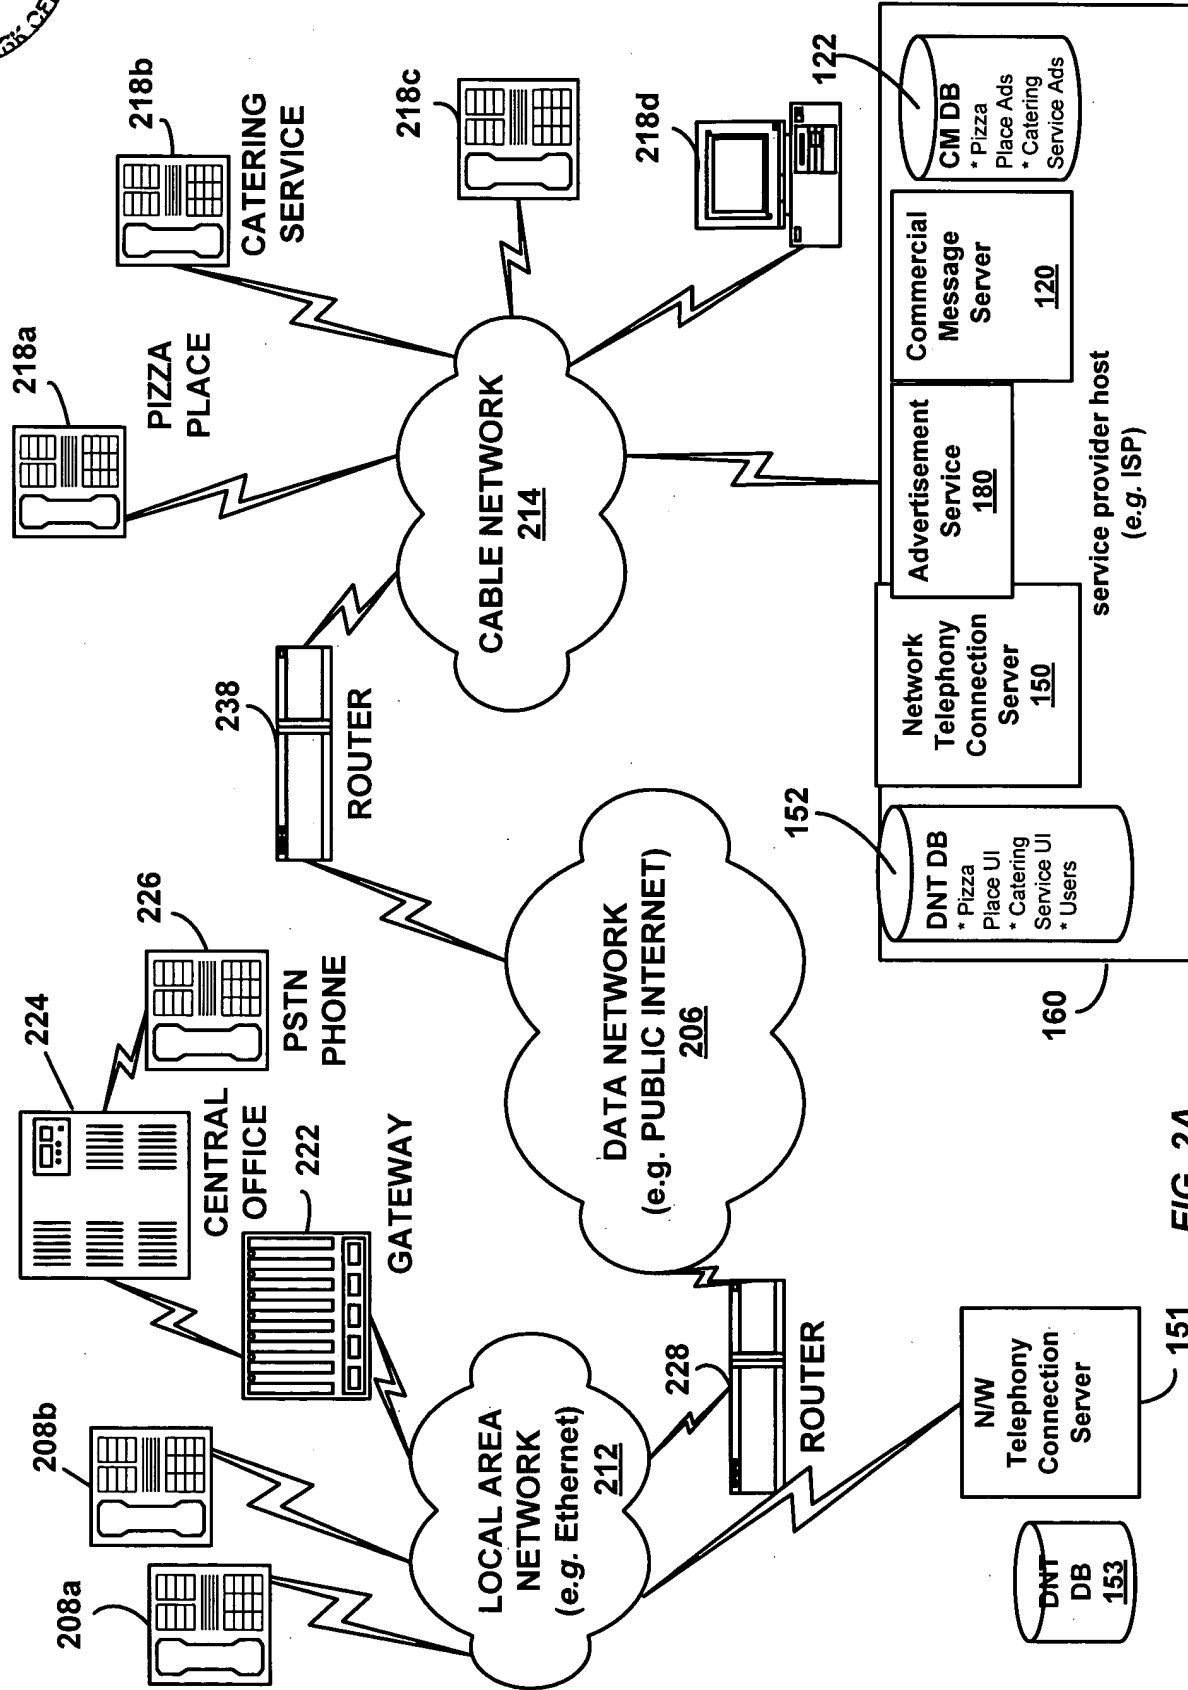 208a
208b
224
226
CENTRAL
OFFICE
222
PSTN
PHONE
GATEWAY
LOCAL AREA
NETWORK
(e.g. Ethernet)
212
228
ROUTER
N/W
Telephony
Connection
Server
151
DNT
DB
153
DATA NETWORK
(e.g. PUBLIC INTERNET)
206
238
ROUTER
218a
PIZZA
PLACE
218b
CATERING
SERVICE
218c
218d
CABLE NETWORK
214
160
152
DNT DB
* Pizza
Place UI
* Catering
Service UI
* Users
Network
Telephony
Connection
Server
150
Advertisement
Service
180
Commercial
Message
Server
120
122
CM DB
* Pizza
Place Ads
* Catering
Service Ads
service provider host
(e.g. ISP)
FIG. 2A